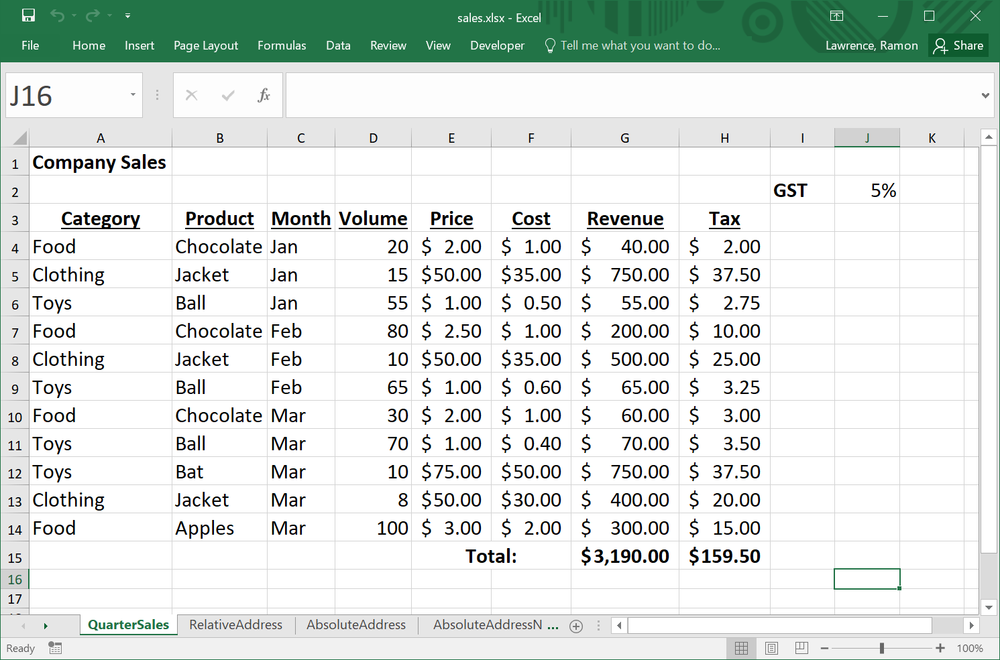 sales.xlsx - Excel
File Home Insert Page Layout Formulas Data Review View Developer Tell me what you want to do... Lawrence, Ramon Share
J16 fx
A B C D E F G H I J K
1 Company Sales
2 GST 5%
3 Category Product Month Volume Price Cost Revenue Tax
4 Food Chocolate Jan 20 $ 2.00 $ 1.00 $ 40.00 $ 2.00
5 Clothing Jacket Jan 15 $50.00 $35.00 $ 750.00 $ 37.50
6 Toys Ball Jan 55 $ 1.00 $ 0.50 $ 55.00 $ 2.75
7 Food Chocolate Feb 80 $ 2.50 $ 1.00 $ 200.00 $ 10.00
8 Clothing Jacket Feb 10 $50.00 $35.00 $ 500.00 $ 25.00
9 Toys Ball Feb 65 $ 1.00 $ 0.60 $ 65.00 $ 3.25
10 Food Chocolate Mar 30 $ 2.00 $ 1.00 $ 60.00 $ 3.00
11 Toys Ball Mar 70 $ 1.00 $ 0.40 $ 70.00 $ 3.50
12 Toys Bat Mar 10 $75.00 $50.00 $ 750.00 $ 37.50
13 Clothing Jacket Mar 8 $50.00 $30.00 $ 400.00 $ 20.00
14 Food Apples Mar 100 $ 3.00 $ 2.00 $ 300.00 $ 15.00
15 Total: $3,190.00 $159.50
16
17
QuarterSales RelativeAddress AbsoluteAddress AbsoluteAddressN ...
Ready 100%